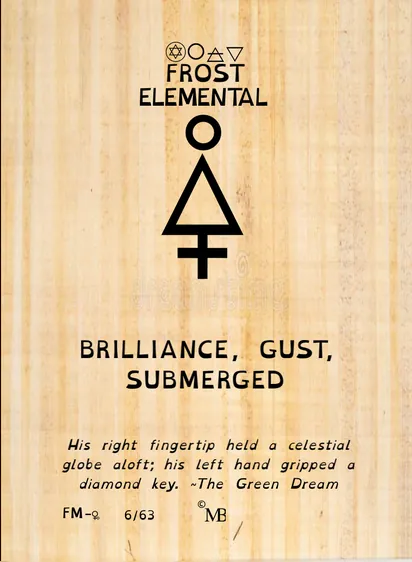 FROST
ELEMENTAL
BRILLIANCE, GUST,
SUBMERGED
His right fingertip held a celestial
globe aloft; his left hand gripped a
diamond key. ~The Green Dream
FM-♀ 6/63 © MB